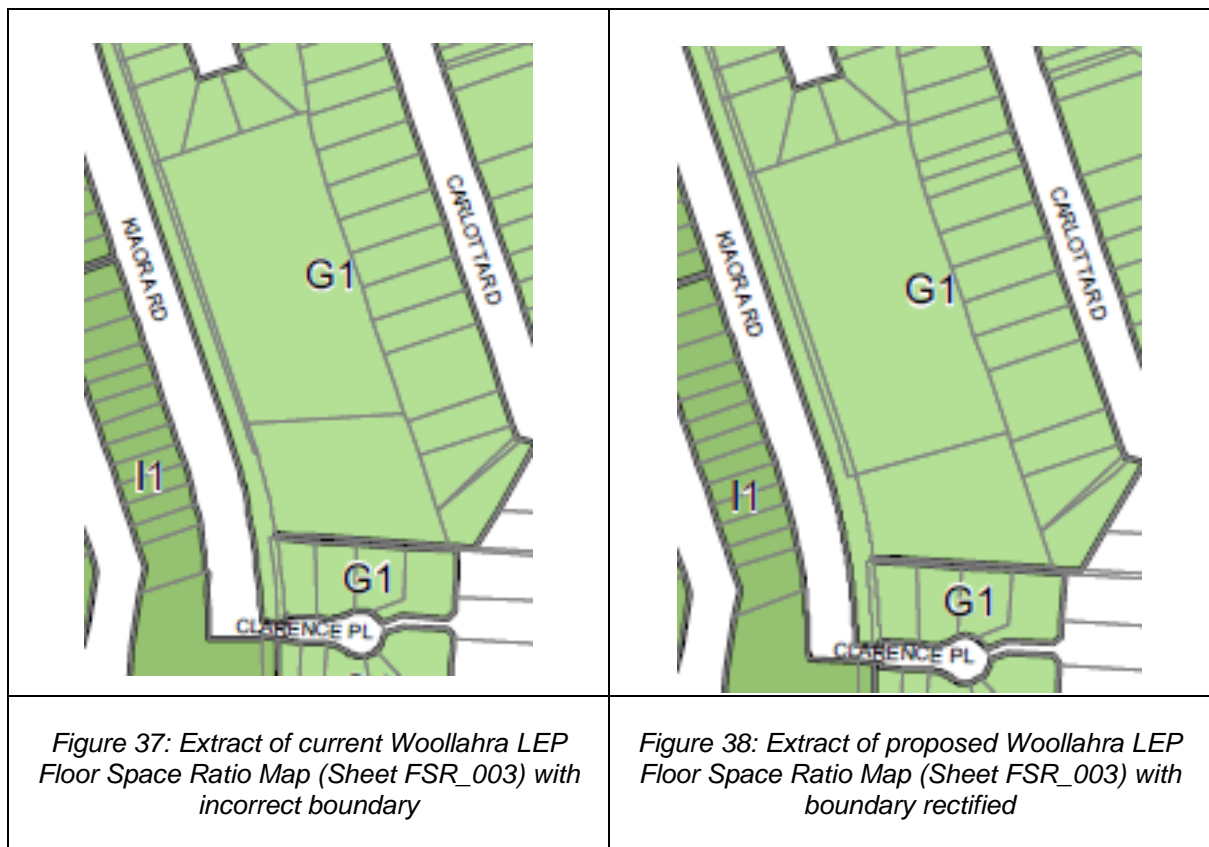 KIAORA RD
CARLOTTA RD
G1
I1
G1
CLARENCE PL
KIAORA RD
CARLOTTA RD
G1
I1
G1
CLARENCE PL
Figure 37: Extract of current Woollahra LEP
Floor Space Ratio Map (Sheet FSR_003) with
incorrect boundary
Figure 38: Extract of proposed Woollahra LEP
Floor Space Ratio Map (Sheet FSR_003) with
boundary rectified